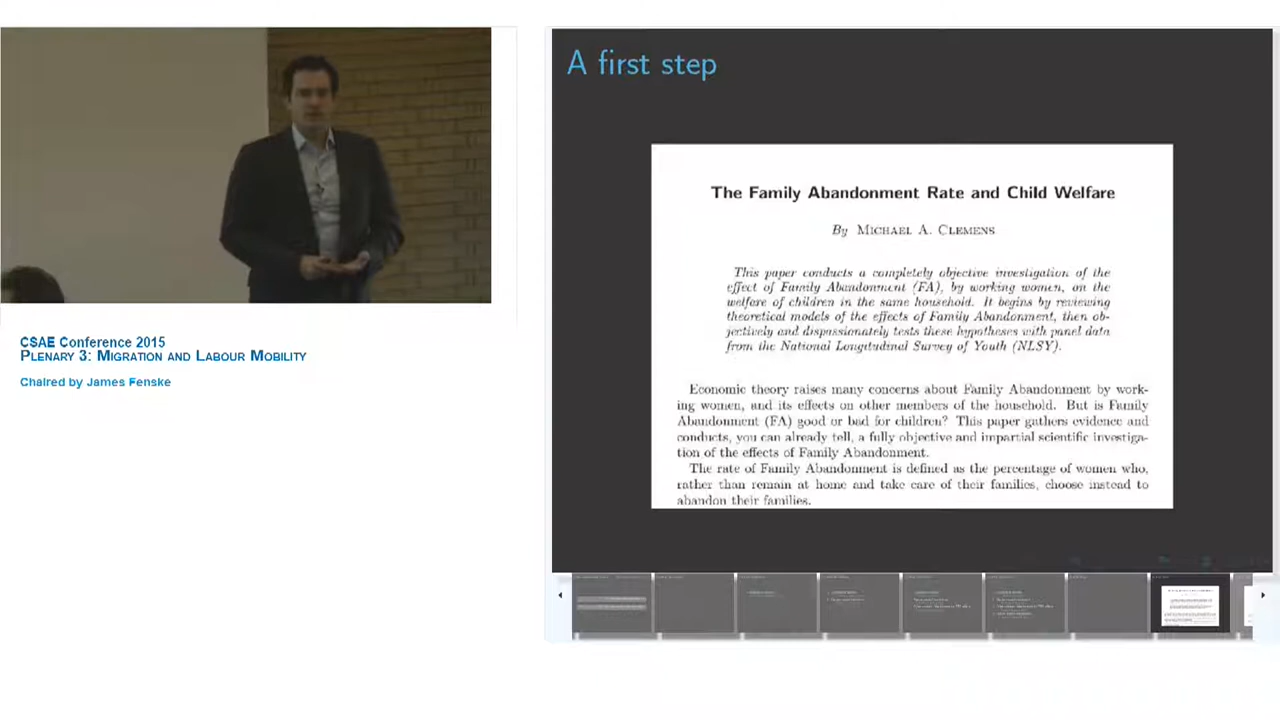 CSAE Conference 2015
Plenary 3: Migration and Labour Mobility
Chaired by James Fenske
A first step
The Family Abandonment Rate and Child Welfare
By Michael A. Clemens
This paper conducts a completely objective investigation of the
effect of Family Abandonment (FA), by working women, on the
welfare of children in the same household. It begins by reviewing
theoretical models of the effects of Family Abandonment, then ob-
jectively and dispassionately tests these hypotheses with panel data
from the National Longitudinal Survey of Youth (NLSY).
Economic theory raises many concerns about Family Abandonment by work-
ing women, and its effects on other members of the household. But is Family
Abandonment (FA) good or bad for children? This paper gathers evidence and
conducts, you can already tell, a fully objective and impartial scientific investiga-
tion of the effects of Family Abandonment.
The rate of Family Abandonment is defined as the percentage of women who,
rather than remain at home and take care of their families, choose instead to
abandon their families.